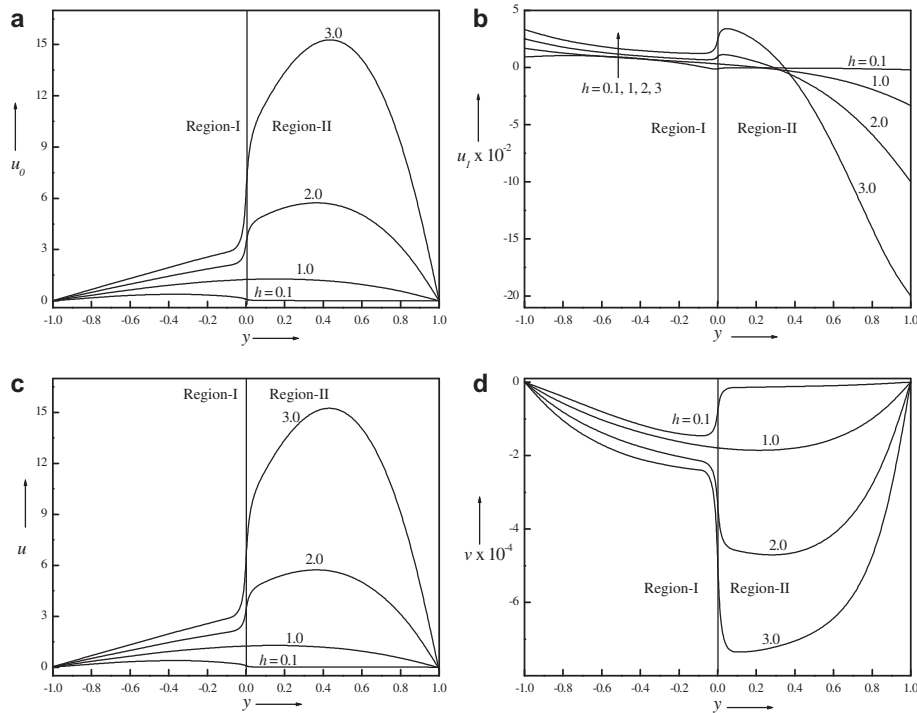 a
15
12
9
6
3
0
u0
Region-I
Region-II
3.0
2.0
1.0
h=0.1
-1.0 -0.8 -0.6 -0.4 -0.2 0.0 0.2 0.4 0.6 0.8 1.0
y
b
5
0
-5
-10
-15
-20
u1 x 10-2
h=0.1, 1, 2, 3
Region-I
Region-II
h=0.1
1.0
2.0
3.0
-1.0 -0.8 -0.6 -0.4 -0.2 0.0 0.2 0.4 0.6 0.8 1.0
y
c
15
12
9
6
3
0
u
Region-I
Region-II
3.0
2.0
1.0
h=0.1
-1.0 -0.8 -0.6 -0.4 -0.2 0.0 0.2 0.4 0.6 0.8 1.0
y
d
0
-2
-4
-6
v x 10-4
h=0.1
1.0
2.0
Region-I
Region-II
3.0
-1.0 -0.8 -0.6 -0.4 -0.2 0.0 0.2 0.4 0.6 0.8 1.0
y